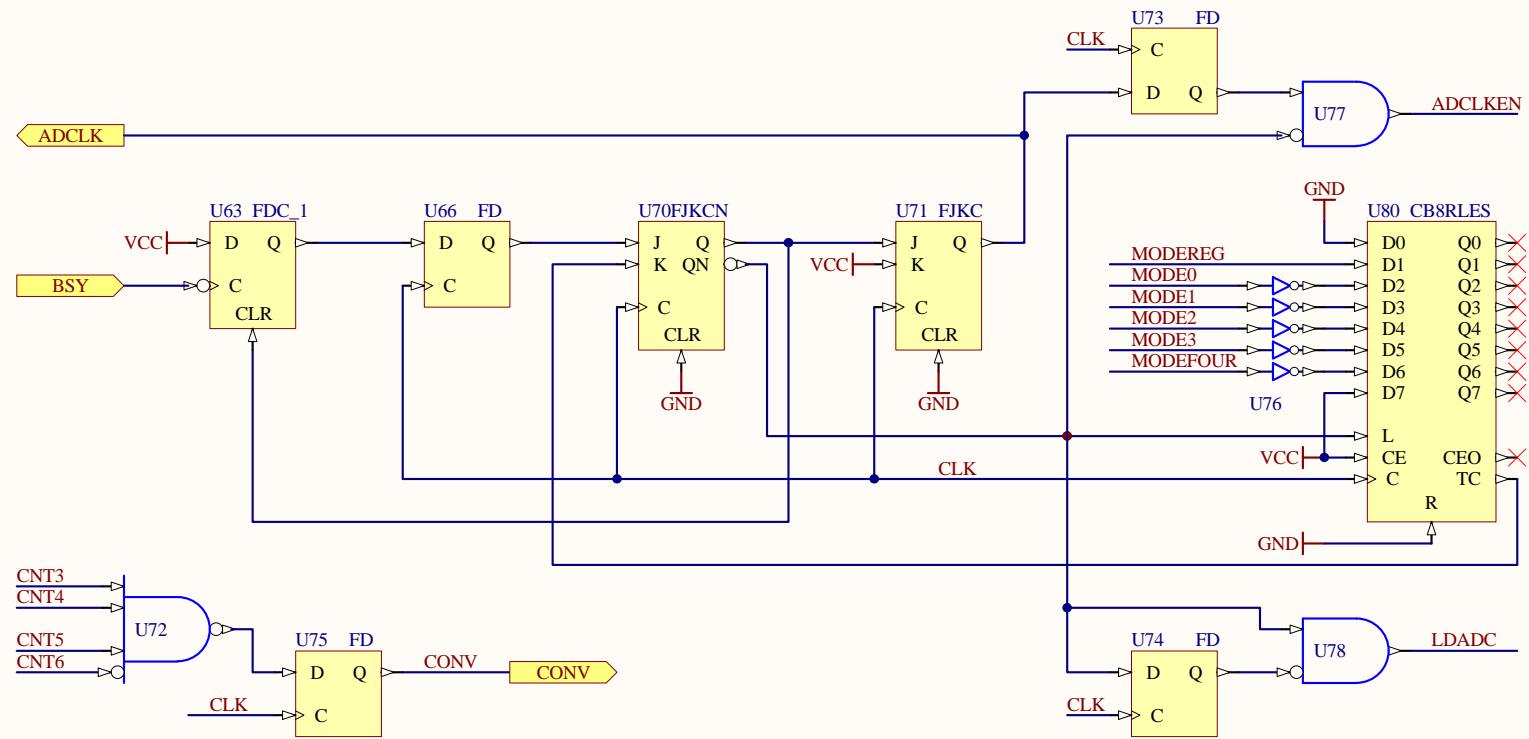 U73 FD
CLK
C
D Q
U77
ADCLKEN
ADCLK
GND
U63 FDC_1
U66 FD
U70FJKCN
U71 FJKC
U80 CB8RLES
VCC
D Q
D Q
J Q
J Q
D0 Q0
MODEREG
K QN
VCC
K
D1 Q1
BSY
C
C
MODE0
D2 Q2
CLR
C
C
MODE1
D3 Q3
CLR
CLR
MODE2
D4 Q4
MODE3
D5 Q5
MODEFOUR
D6 Q6
GND
GND
U76
D7 Q7
L
VCC
CE CEO
CLK
C TC
R
GND
CNT3
CNT4
U72
CNT5
CNT6
U75 FD
D Q
CONV
CONV
CLK
C
U74 FD
D Q
CLK
C
U78
LDADC